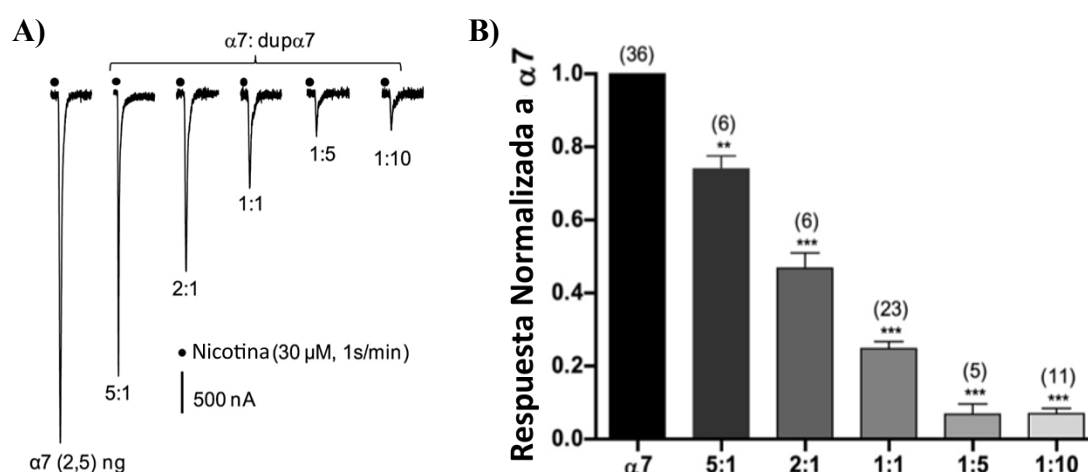 A)
α7: dupα7
1:5
1:10
1:1
2:1
5:1
• Nicotina (30 µM, 1s/min)
500 nA
α7 (2,5) ng
B)
Respuesta Normalizada a α7
1.0
0.8
0.6
0.4
0.2
0.0
(36)
(6)
**
(6)
***
(23)
***
(5)
***
(11)
***
α7 5:1 2:1 1:1 1:5 1:10